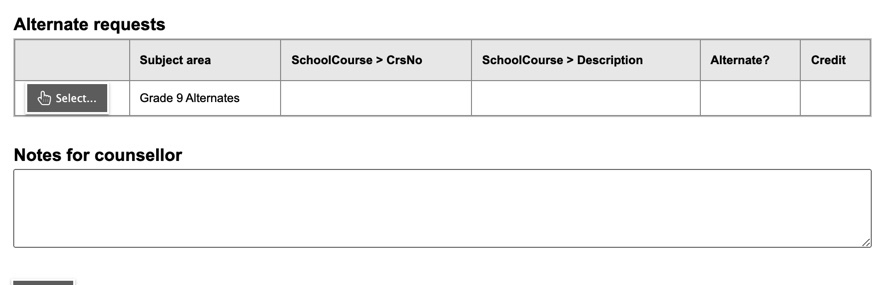 Alternate requests
Subject area SchoolCourse > CrsNo SchoolCourse > Description Alternate? Credit
Select... Grade 9 Alternates
Notes for counsellor